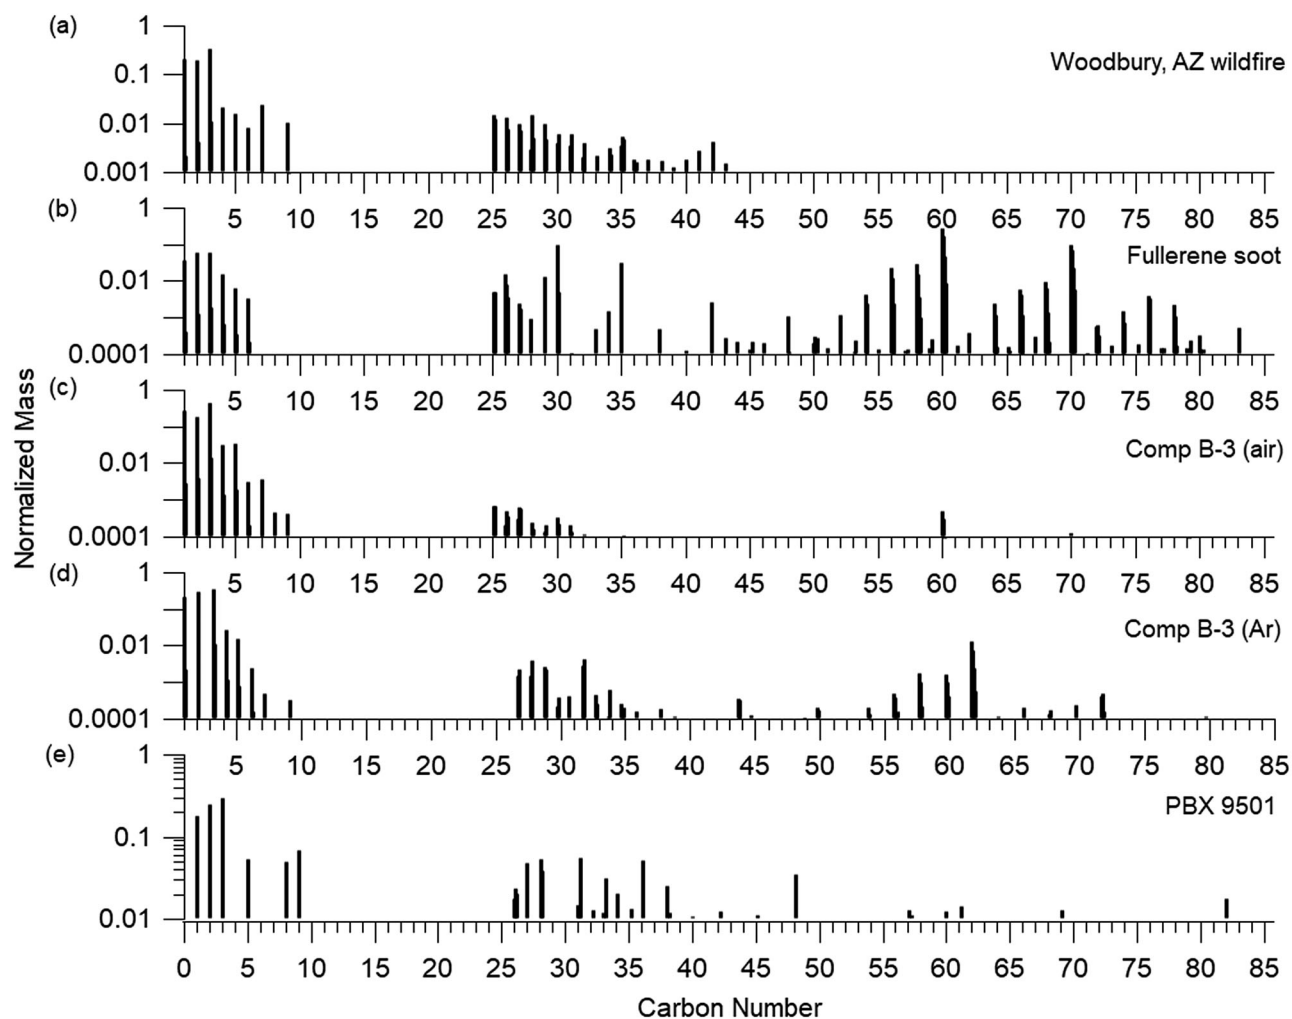 (a)
1
0.1
0.01
0.001
Woodbury, AZ wildfire
5 10 15 20 25 30 35 40 45 50 55 60 65 70 75 80 85
(b)
1
0.01
0.0001
Fullerene soot
5 10 15 20 25 30 35 40 45 50 55 60 65 70 75 80 85
(c)
1
0.01
0.0001
Comp B-3 (air)
5 10 15 20 25 30 35 40 45 50 55 60 65 70 75 80 85
(d)
1
0.01
0.0001
Comp B-3 (Ar)
5 10 15 20 25 30 35 40 45 50 55 60 65 70 75 80 85
(e)
1
0.1
0.01
PBX 9501
0 5 10 15 20 25 30 35 40 45 50 55 60 65 70 75 80 85
Normalized Mass
Carbon Number